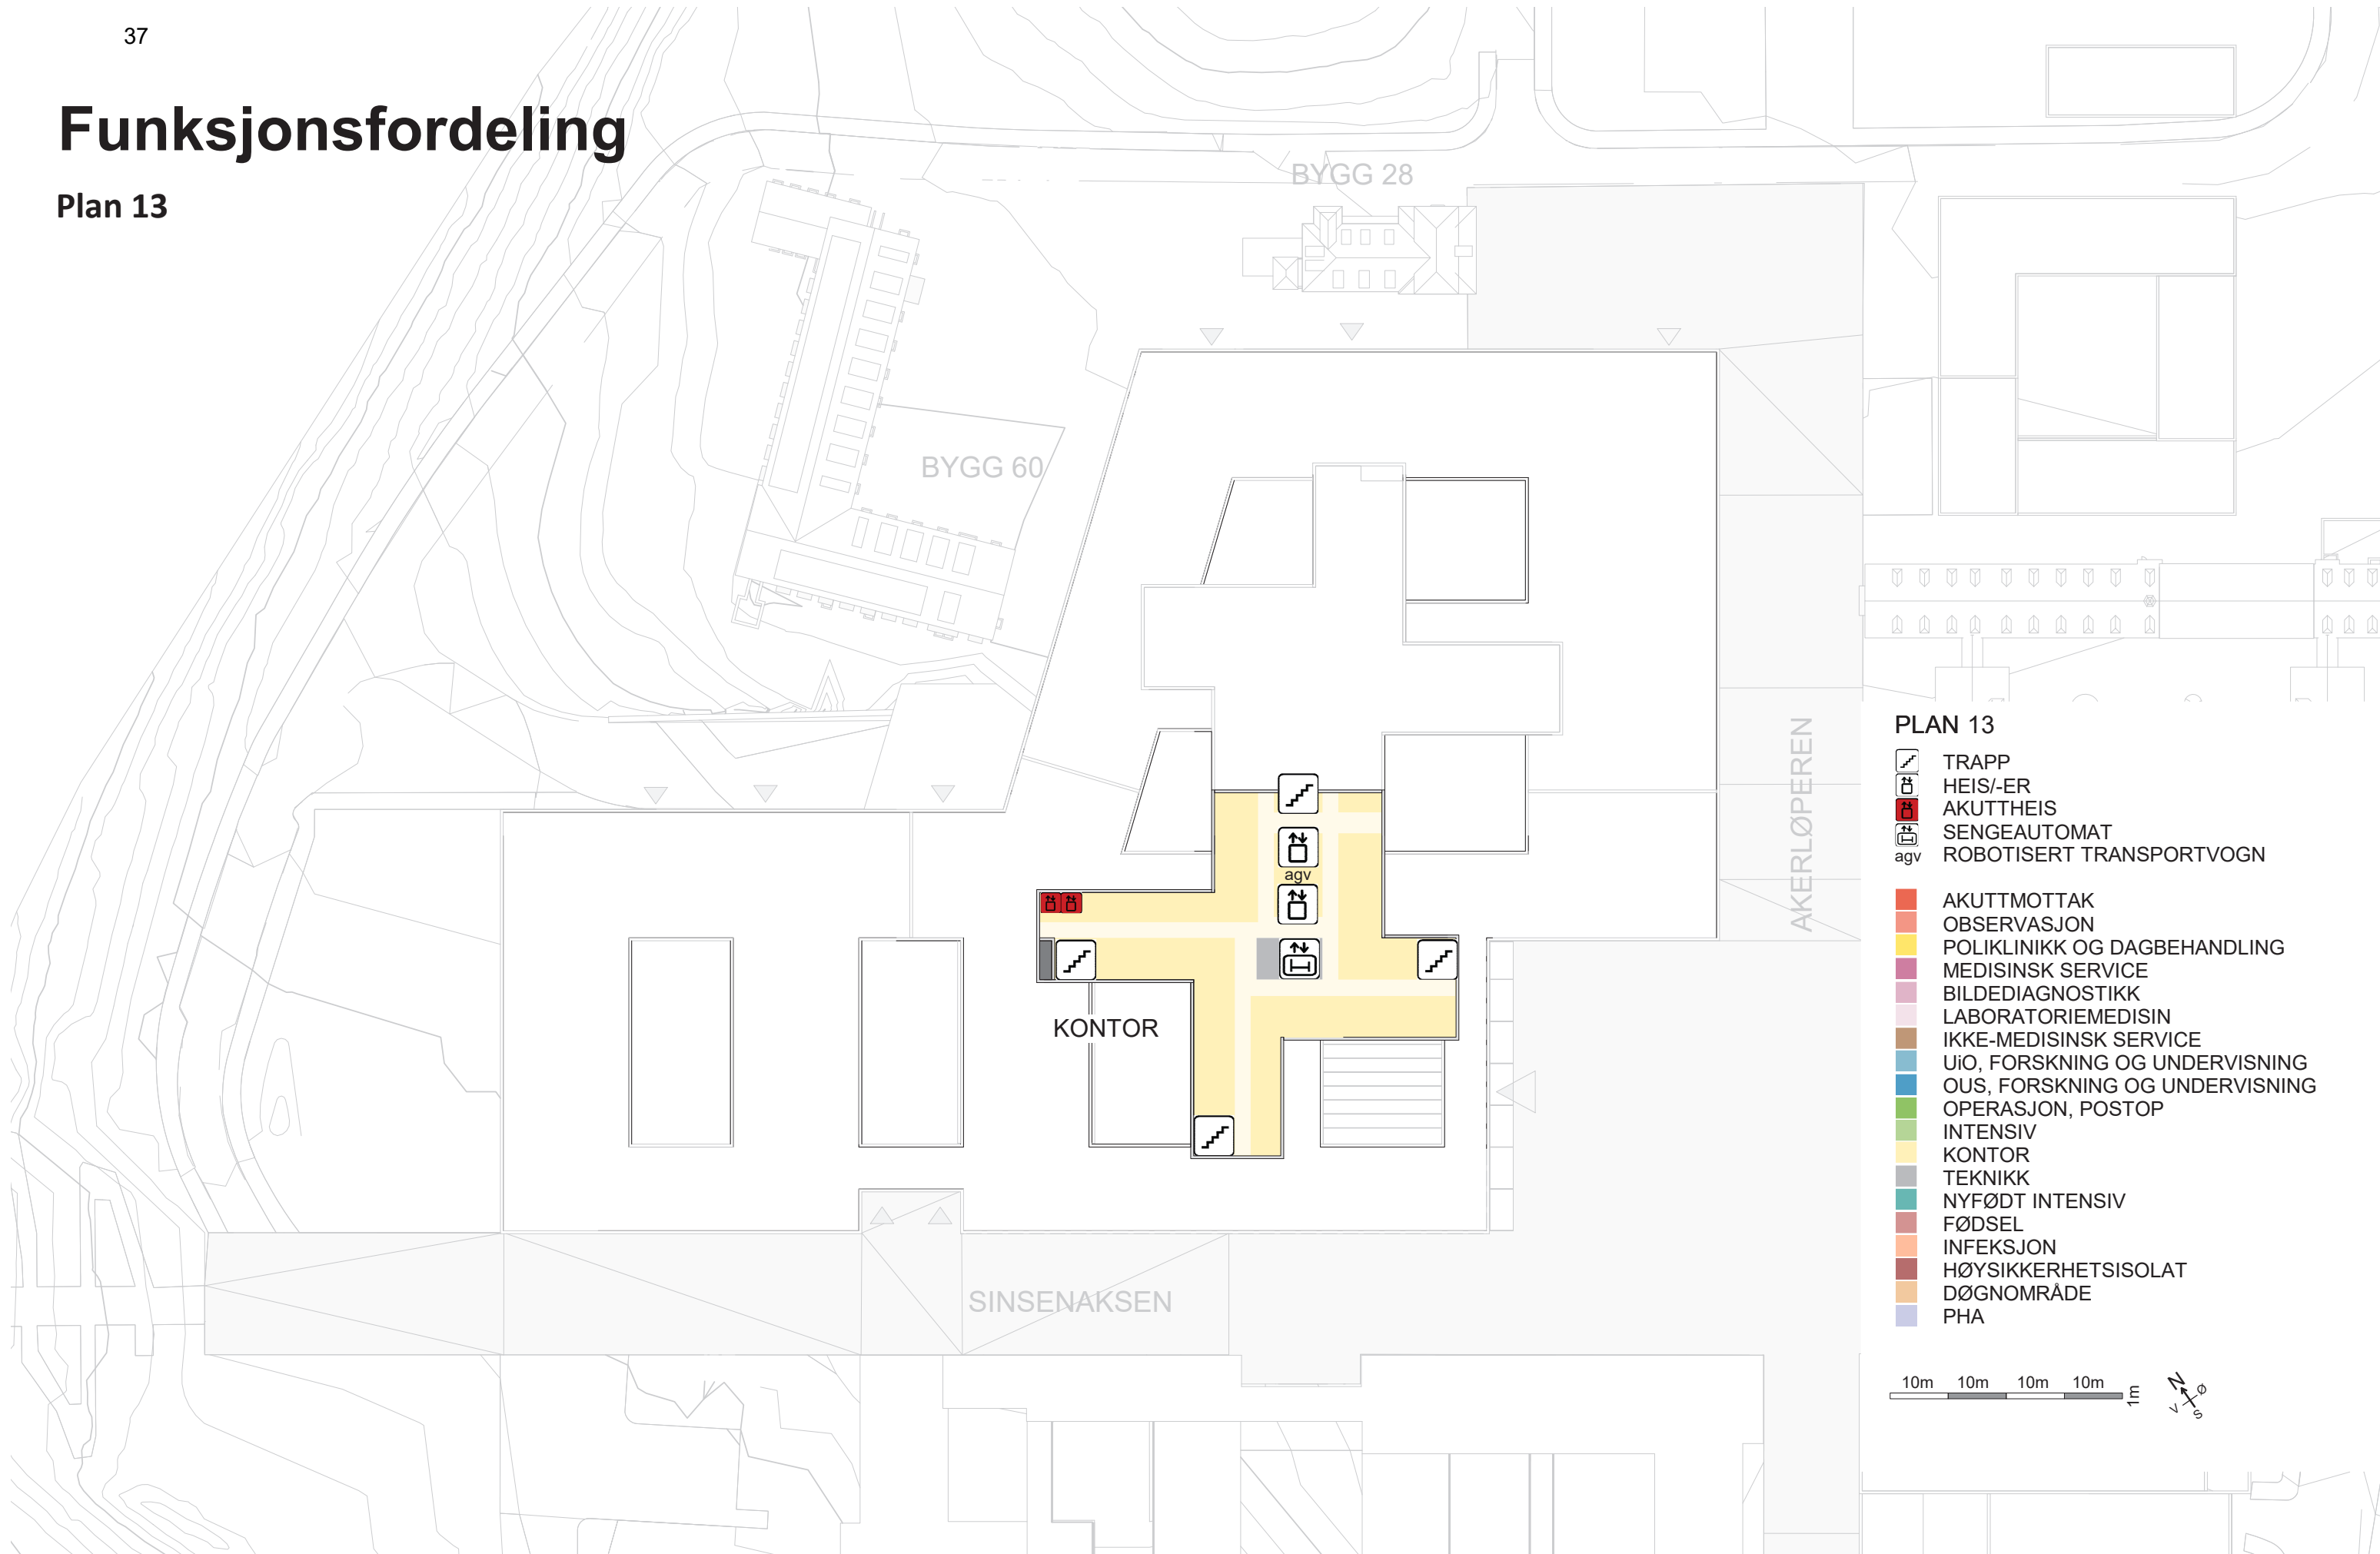 37
Funksjonsfordeling
Plan 13
BYGG 28
BYGG 60
AKERLØPEREN
agv
KONTOR
SINSENAKSEN
PLAN 13
TRAPP
HEIS/-ER
AKUTTHEIS
SENGEAUTOMAT
agv ROBOTISERT TRANSPORTVOGN
AKUTTMOTTAK
OBSERVASJON
POLIKLINIKK OG DAGBEHANDLING
MEDISINSK SERVICE
BILDEDIAGNOSTIKK
LABORATORIEMEDISIN
IKKE-MEDISINSK SERVICE
UiO, FORSKNING OG UNDERVISNING
OUS, FORSKNING OG UNDERVISNING
OPERASJON, POSTOP
INTENSIV
KONTOR
TEKNIKK
NYFØDT INTENSIV
FØDSEL
INFEKSJON
HØYSIKKERHETSISOLAT
DØGNOMRÅDE
PHA
10m 10m 10m 10m
1m
N
Ø
V
S